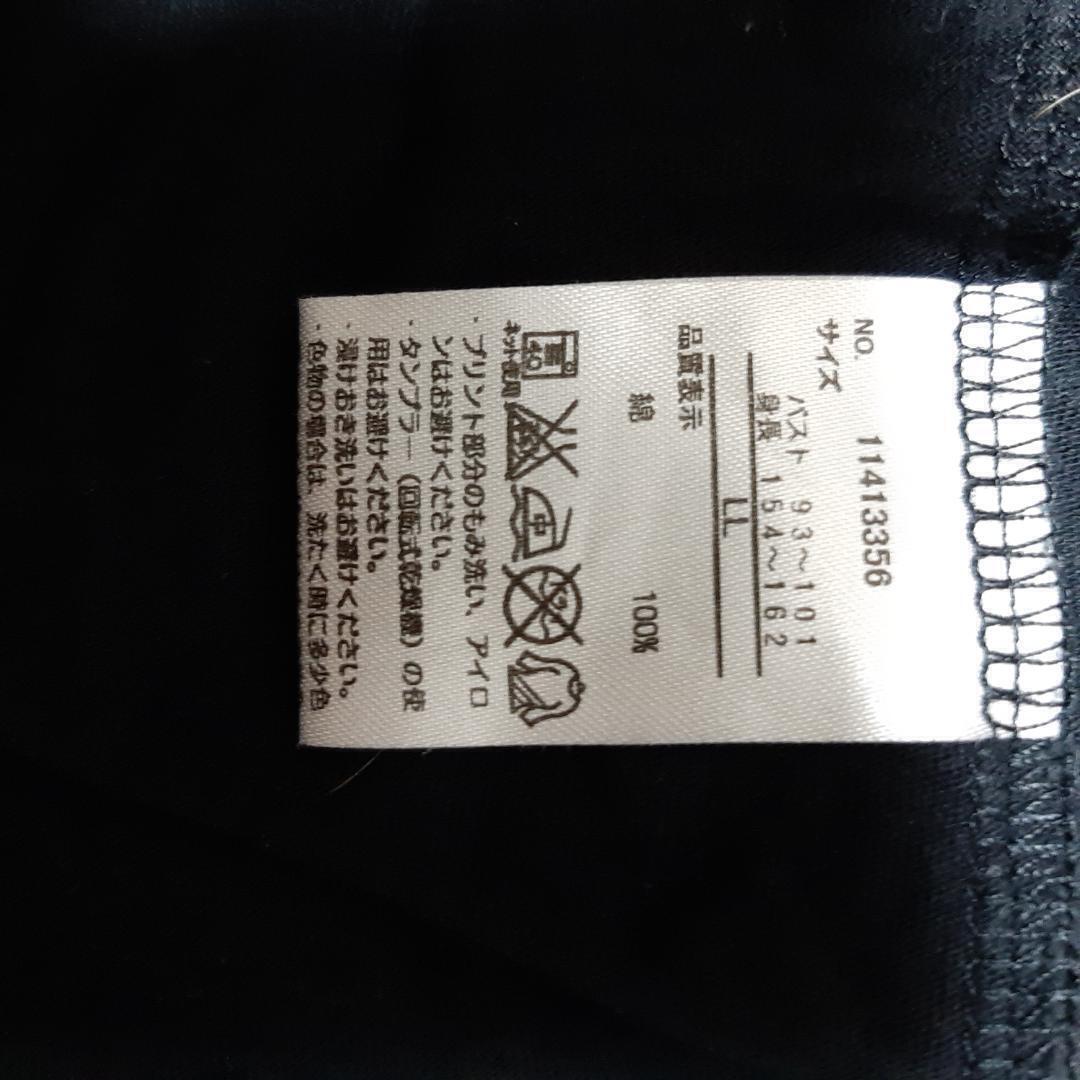 NO. 11413356
サイズ
バスト 93～101
身長 154～162
LL
品質表示
綿 100%
40
ネット使用
中
・プリント部分のもみ洗い、アイロ
ンはお避けください。
・タンブラー（回転式乾燥機）の使
用はお避けください。
・漬けおき洗いはお避けください。
・色物の場合は、洗たく時に多少色